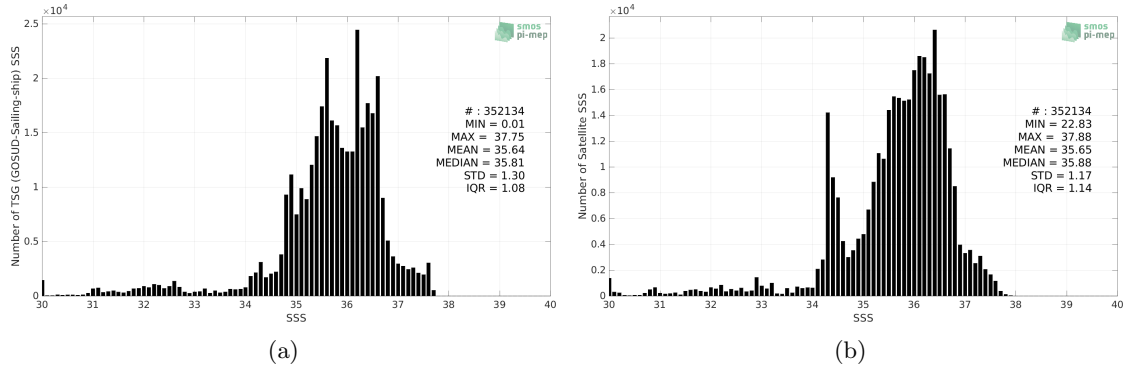 ×10⁴
2.5
2
1.5
1
0.5
0
30
31
32
33
34
35
36
37
38
39
40
SSS
Number of TSG (GOSUD-Sailing-ship) SSS
smos
pi-mep
# : 352134
MIN = 0.01
MAX = 37.75
MEAN = 35.64
MEDIAN = 35.81
STD = 1.30
IQR = 1.08
(a)
×10⁴
2
1.8
1.6
1.4
1.2
1
0.8
0.6
0.4
0.2
0
30
31
32
33
34
35
36
37
38
39
40
SSS
Number of Satellite SSS
smos
pi-mep
# : 352134
MIN = 22.83
MAX = 37.88
MEAN = 35.65
MEDIAN = 35.88
STD = 1.17
IQR = 1.14
(b)